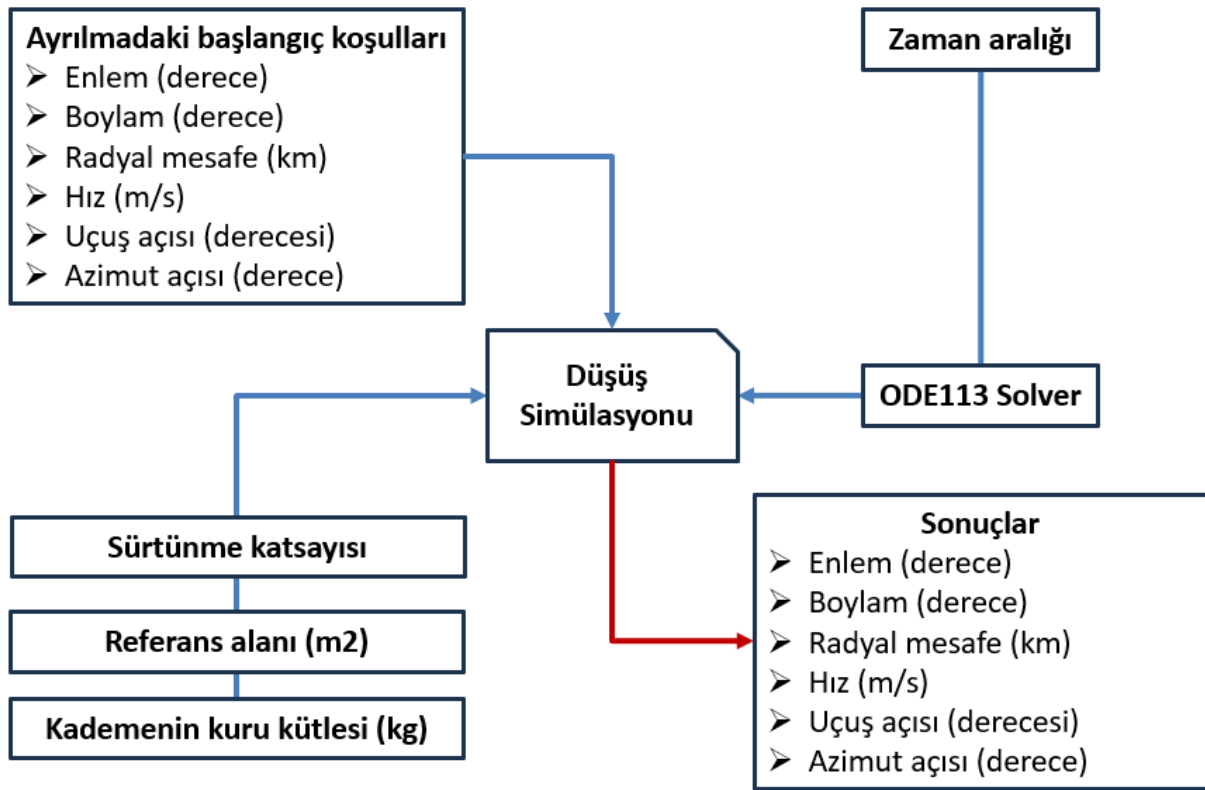 Ayrılmadaki başlangıç koşulları
➢ Enlem (derece)
➢ Boylam (derece)
➢ Radyal mesafe (km)
➢ Hız (m/s)
➢ Uçuş açısı (derecesi)
➢ Azimut açısı (derece)
Zaman aralığı
Düşüş
Simülasyonu
ODE113 Solver
Sürtünme katsayısı
Referans alanı (m2)
Kademenin kuru kütlesi (kg)
Sonuçlar
➢ Enlem (derece)
➢ Boylam (derece)
➢ Radyal mesafe (km)
➢ Hız (m/s)
➢ Uçuş açısı (derecesi)
➢ Azimut açısı (derece)